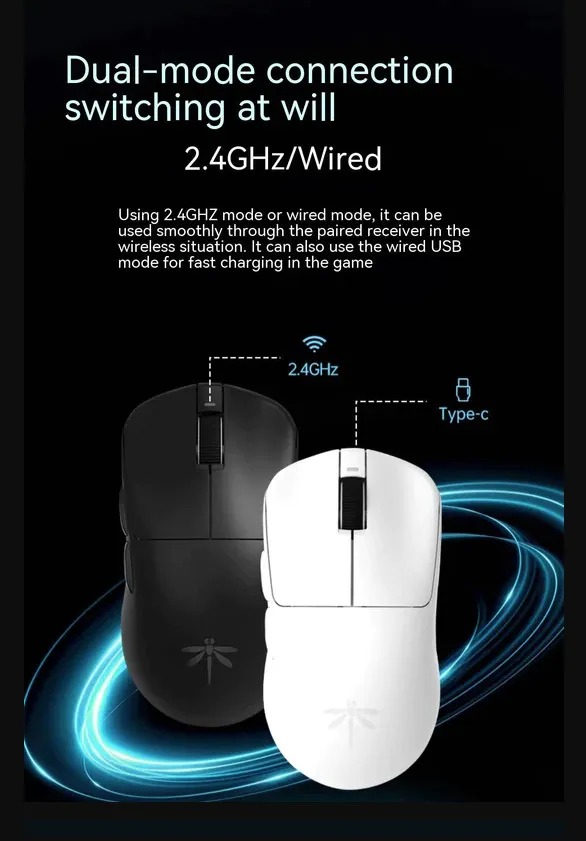 Dual-mode connection
switching at will
2.4GHz/Wired
Using 2.4GHZ mode or wired mode, it can be
used smoothly through the paired receiver in the
wireless situation. It can also use the wired USB
mode for fast charging in the game
2.4GHz
Type-c